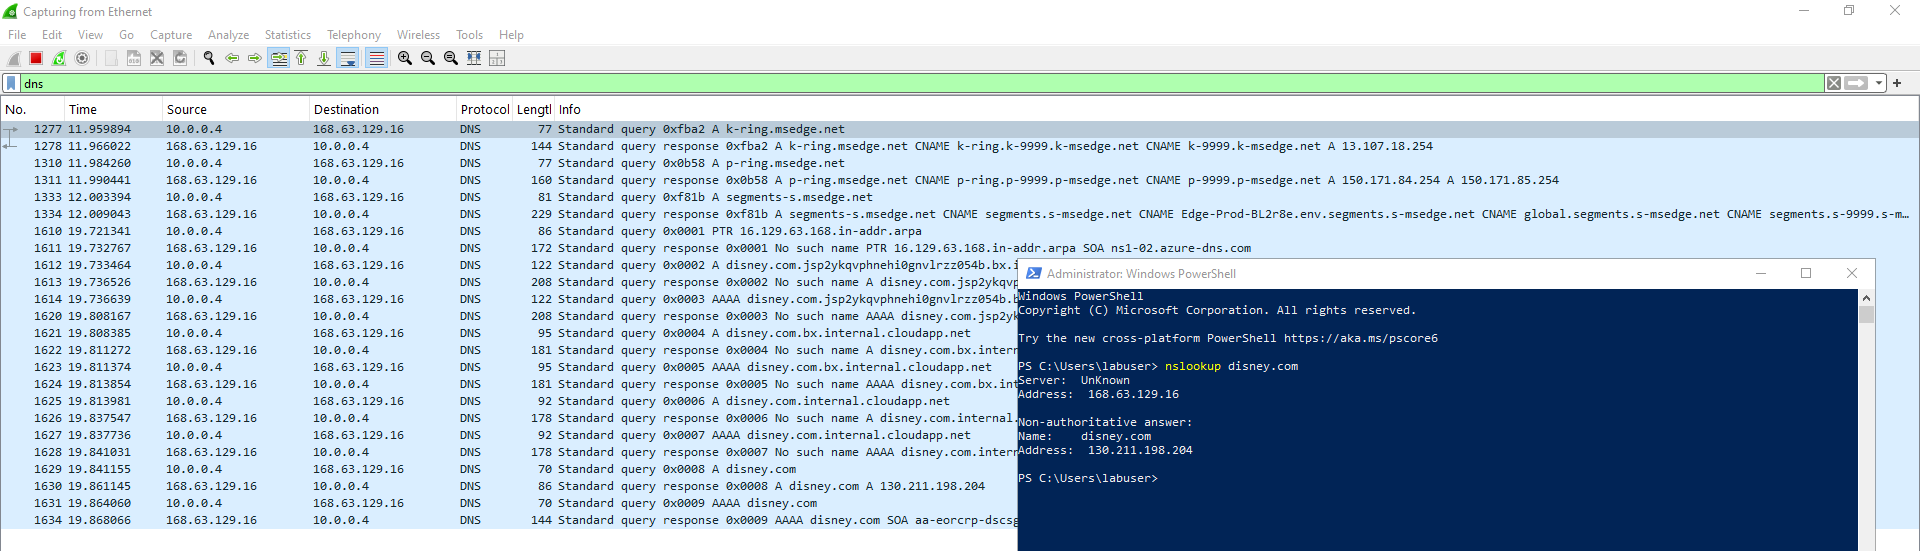 Capturing from Ethernet
File Edit View Go Capture Analyze Statistics Telephony Wireless Tools Help
dns
No. Time Source Destination Protocol Lengtl Info
1277 11.959894 10.0.0.4 168.63.129.16 DNS 77 Standard query 0xfba2 A k-ring.msedge.net
1278 11.966022 168.63.129.16 10.0.0.4 DNS 144 Standard query response 0xfba2 A k-ring.msedge.net CNAME k-ring.k-9999.k-msedge.net CNAME k-9999.k-msedge.net A 13.107.18.254
1310 11.984260 10.0.0.4 168.63.129.16 DNS 77 Standard query 0x0b58 A p-ring.msedge.net
1311 11.990441 168.63.129.16 10.0.0.4 DNS 160 Standard query response 0x0b58 A p-ring.msedge.net CNAME p-ring.p-9999.p-msedge.net CNAME p-9999.p-msedge.net A 150.171.84.254 A 150.171.85.254
1333 12.003394 10.0.0.4 168.63.129.16 DNS 81 Standard query 0xf81b A segments-s.msedge.net
1334 12.009043 168.63.129.16 10.0.0.4 DNS 229 Standard query response 0xf81b A segments-s.msedge.net CNAME segments.s-msedge.net CNAME Edge-Prod-BL2r8e.env.segments.s-msedge.net CNAME global.segments.s-msedge.net CNAME segments.s-9999.s-m…
1610 19.721341 10.0.0.4 168.63.129.16 DNS 86 Standard query 0x0001 PTR 16.129.63.168.in-addr.arpa
1611 19.732767 168.63.129.16 10.0.0.4 DNS 172 Standard query response 0x0001 No such name PTR 16.129.63.168.in-addr.arpa SOA ns1-02.azure-dns.com
1612 19.733464 10.0.0.4 168.63.129.16 DNS 122 Standard query 0x0002 A disney.com.jsp2ykqvphnehi0gnvlrzz054b.bx.i
1613 19.736526 168.63.129.16 10.0.0.4 DNS 208 Standard query response 0x0002 No such name A disney.com.jsp2ykqvp
1614 19.736639 10.0.0.4 168.63.129.16 DNS 122 Standard query 0x0003 AAAA disney.com.jsp2ykqvphnehi0gnvlrzz054b.b
1620 19.808167 168.63.129.16 10.0.0.4 DNS 208 Standard query response 0x0003 No such name AAAA disney.com.jsp2yk
1621 19.808385 10.0.0.4 168.63.129.16 DNS 95 Standard query 0x0004 A disney.com.bx.internal.cloudapp.net
1622 19.811272 168.63.129.16 10.0.0.4 DNS 181 Standard query response 0x0004 No such name A disney.com.bx.intern
1623 19.811374 10.0.0.4 168.63.129.16 DNS 95 Standard query 0x0005 AAAA disney.com.bx.internal.cloudapp.net
1624 19.813854 168.63.129.16 10.0.0.4 DNS 181 Standard query response 0x0005 No such name AAAA disney.com.bx.int
1625 19.813981 10.0.0.4 168.63.129.16 DNS 92 Standard query 0x0006 A disney.com.internal.cloudapp.net
1626 19.837547 168.63.129.16 10.0.0.4 DNS 178 Standard query response 0x0006 No such name A disney.com.internal.
1627 19.837736 10.0.0.4 168.63.129.16 DNS 92 Standard query 0x0007 AAAA disney.com.internal.cloudapp.net
1628 19.841031 168.63.129.16 10.0.0.4 DNS 178 Standard query response 0x0007 No such name AAAA disney.com.intern
1629 19.841155 10.0.0.4 168.63.129.16 DNS 70 Standard query 0x0008 A disney.com
1630 19.861145 168.63.129.16 10.0.0.4 DNS 86 Standard query response 0x0008 A disney.com A 130.211.198.204
1631 19.864060 10.0.0.4 168.63.129.16 DNS 70 Standard query 0x0009 AAAA disney.com
1634 19.868066 168.63.129.16 10.0.0.4 DNS 144 Standard query response 0x0009 AAAA disney.com SOA aa-eorcrp-dscsg
Administrator: Windows PowerShell
Windows PowerShell
Copyright (C) Microsoft Corporation. All rights reserved.
Try the new cross-platform PowerShell https://aka.ms/pscore6
PS C:\Users\labuser> nslookup disney.com
Server: UnKnown
Address: 168.63.129.16
Non-authoritative answer:
Name: disney.com
Address: 130.211.198.204
PS C:\Users\labuser>